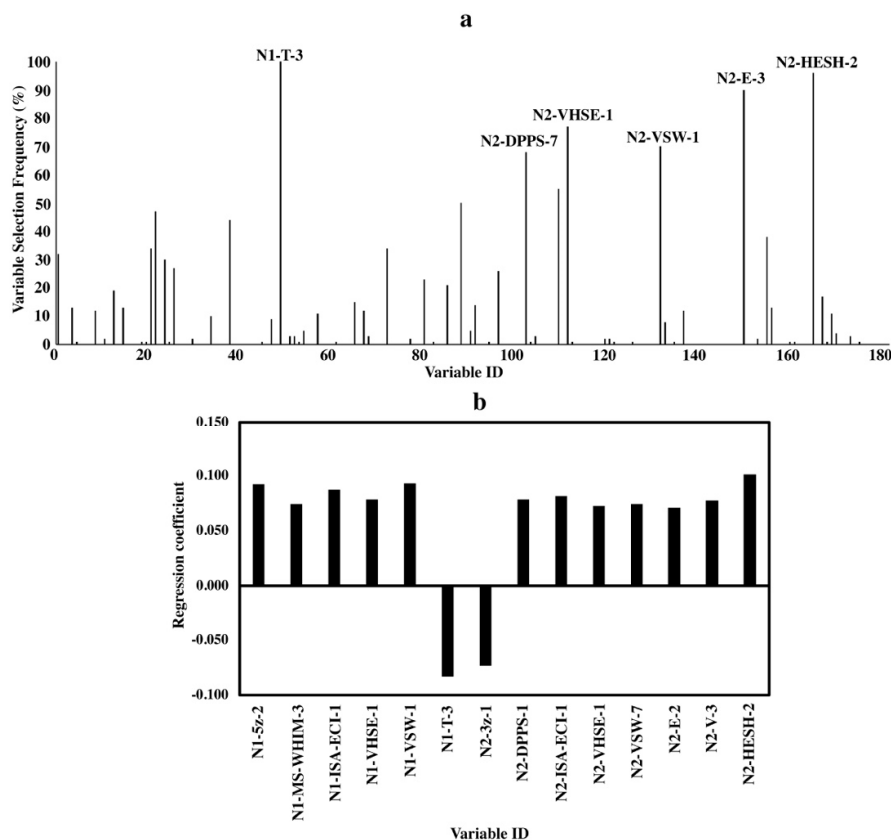 a
Variable Selection Frequency (%)
100
90
80
70
60
50
40
30
20
10
0
N1-T-3
N2-DPPS-7
N2-VHSE-1
N2-VSW-1
N2-E-3
N2-HESH-2
0 20 40 60 80 100 120 140 160 180
Variable ID
b
Regression coefficient
0.150
0.100
0.050
0.000
-0.050
-0.100
N1-5z-2
N1-MS-WHIM-3
N1-ISA-ECI-1
N1-VHSE-1
N1-VSW-1
N1-T-3
N2-3z-1
N2-DPPS-1
N2-ISA-ECI-1
N2-VHSE-1
N2-VSW-7
N2-E-2
N2-V-3
N2-HESH-2
Variable ID